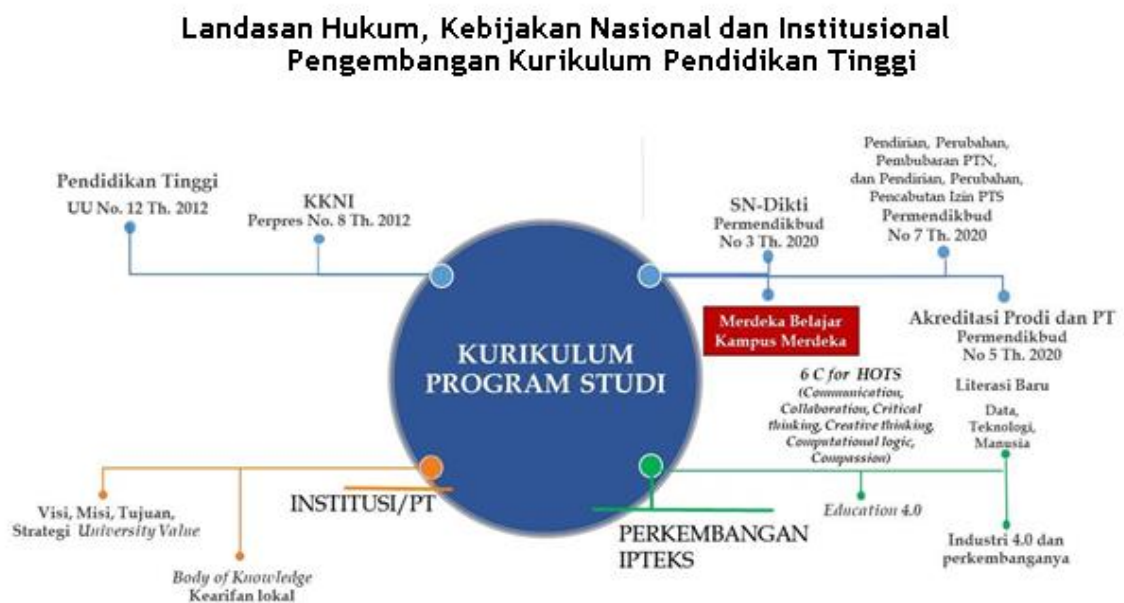 Landasan Hukum, Kebijakan Nasional dan Institusional
Pengembangan Kurikulum Pendidikan Tinggi
Pendidikan Tinggi
UU No. 12 Th. 2012
KKNI
Perpres No. 8 Th. 2012
SN-Dikti
Permendikbud
No 3 Th. 2020
Pendirian, Perubahan,
Pembubaran PTN,
dan Pendirian, Perubahan,
Pencabutan Izin PTS
Permendikbud
No 7 Th. 2020
Merdeka Belajar
Kampus Merdeka
Akreditasi Prodi dan PT
Permendikbud
No 5 Th. 2020
KURIKULUM
PROGRAM STUDI
6 C for HOTS
(Communication,
Collaboration, Critical
thinking, Creative thinking,
Computational logic,
Compassion)
Literasi Baru
Data,
Teknologi,
Manusia
INSTITUSI/PT
Visi, Misi, Tujuan,
Strategi University Value
Body of Knowledge
Kearifan lokal
PERKEMBANGAN
IPTEKS
Education 4.0
Industri 4.0 dan
perkembanganya